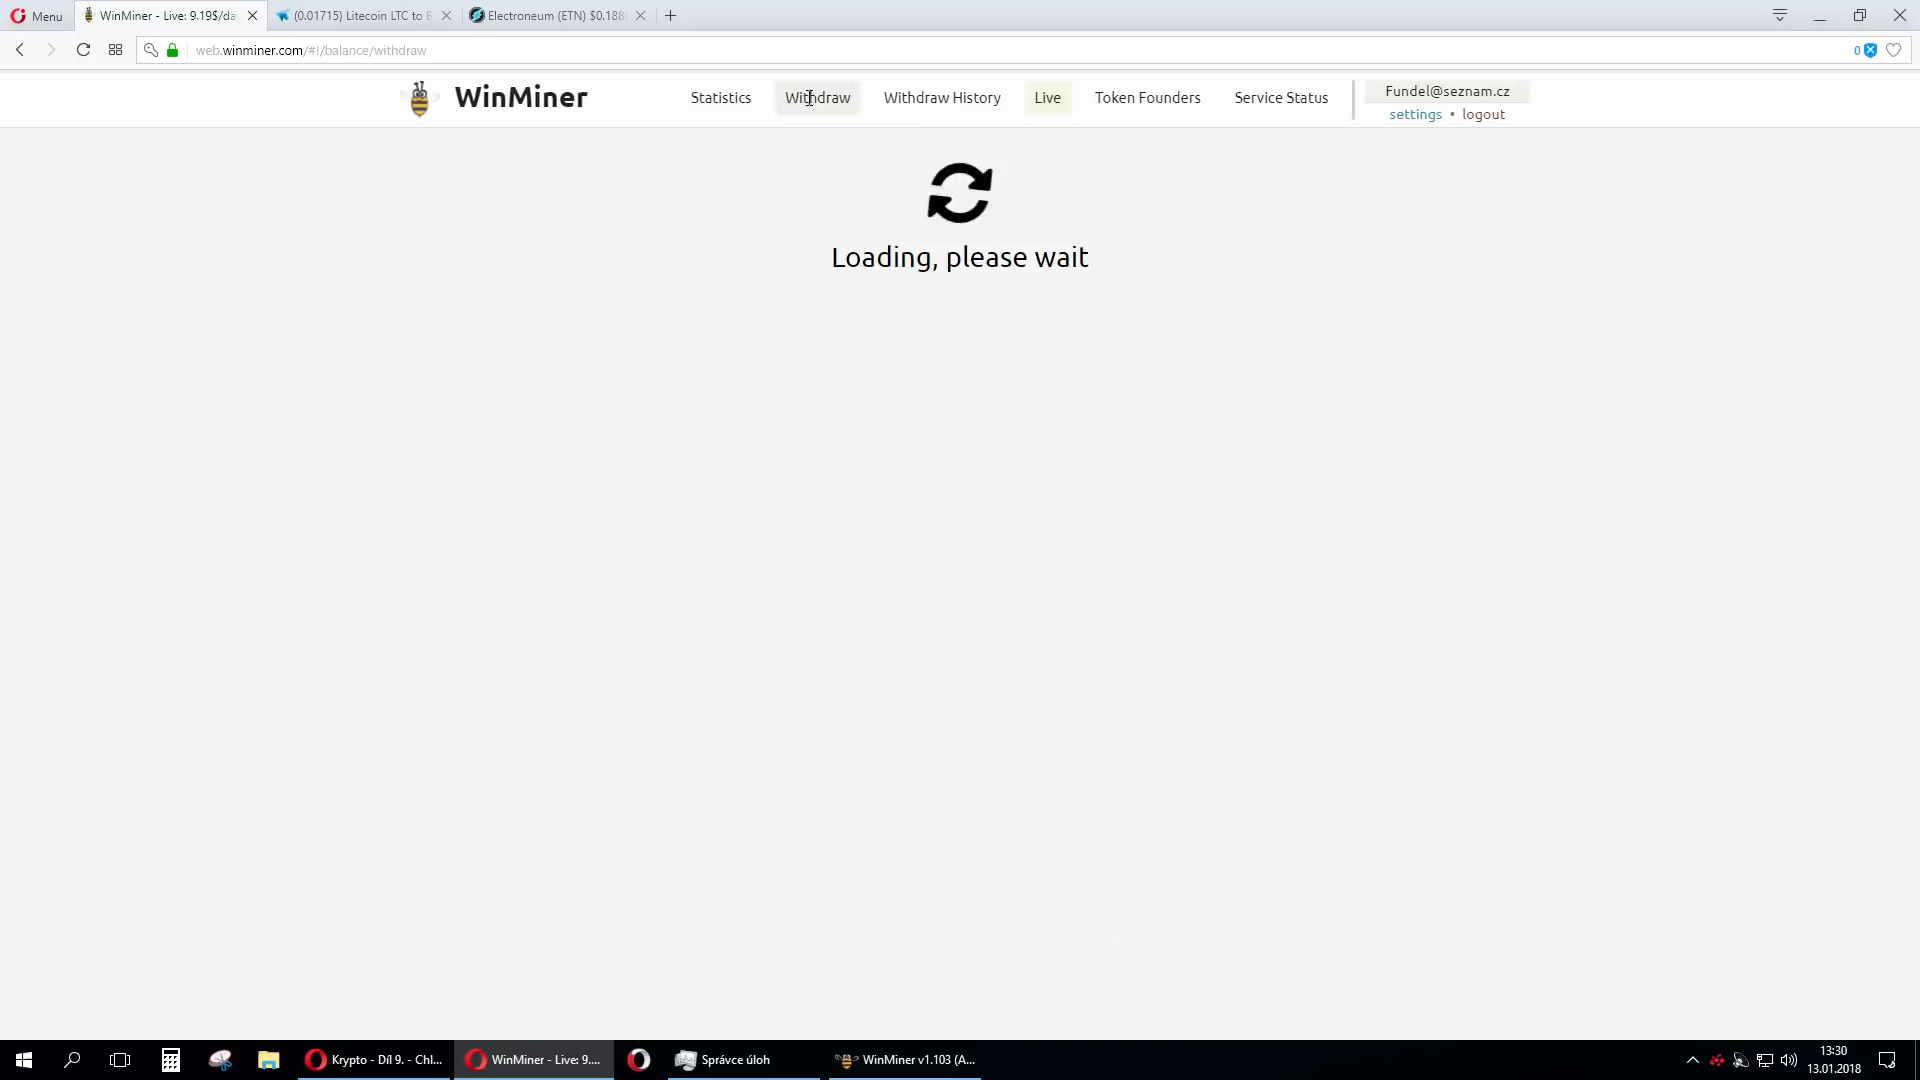 Menu
WinMiner - Live: 9.19$/da
(0.01715) Litecoin LTC to B
Electroneum (ETN) $0.188
web.winminer.com/#!/balance/withdraw
0
WinMiner
Statistics
Withdraw
Withdraw History
Live
Token Founders
Service Status
Fundel@seznam.cz
settings • logout
Loading, please wait
Krypto - Díl 9. - Chl...
WinMiner - Live: 9....
Správce úloh
WinMiner v1.103 (A...
13:30
13.01.2018